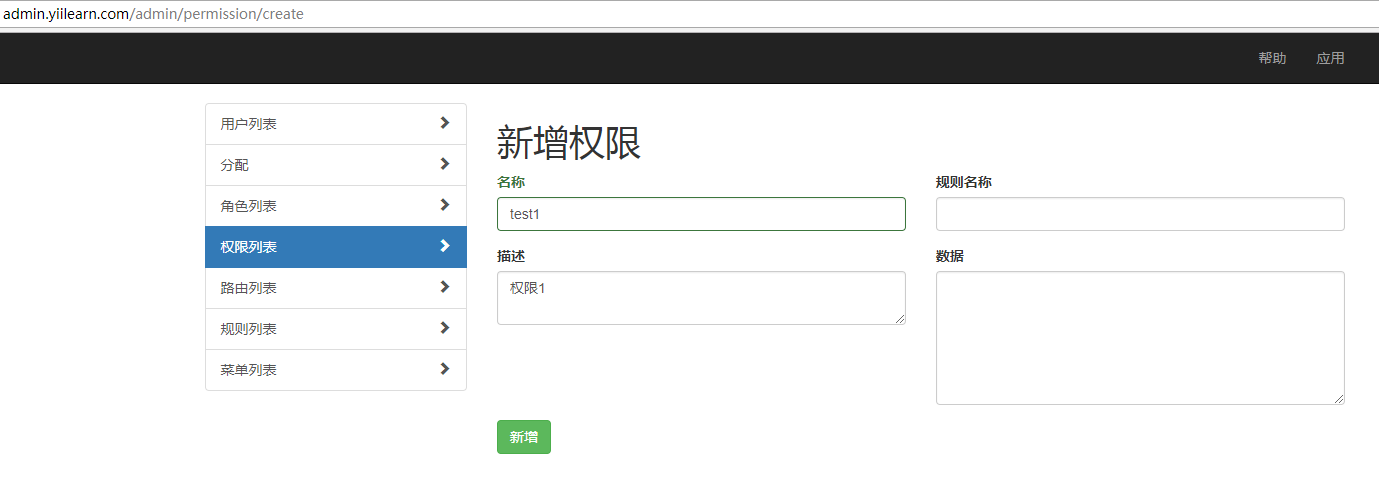 admin.yiilearn.com/admin/permission/create
帮助 应用
用户列表
分配
角色列表
权限列表
路由列表
规则列表
菜单列表
新增权限
名称
test1
规则名称
描述
权限1
数据
新增